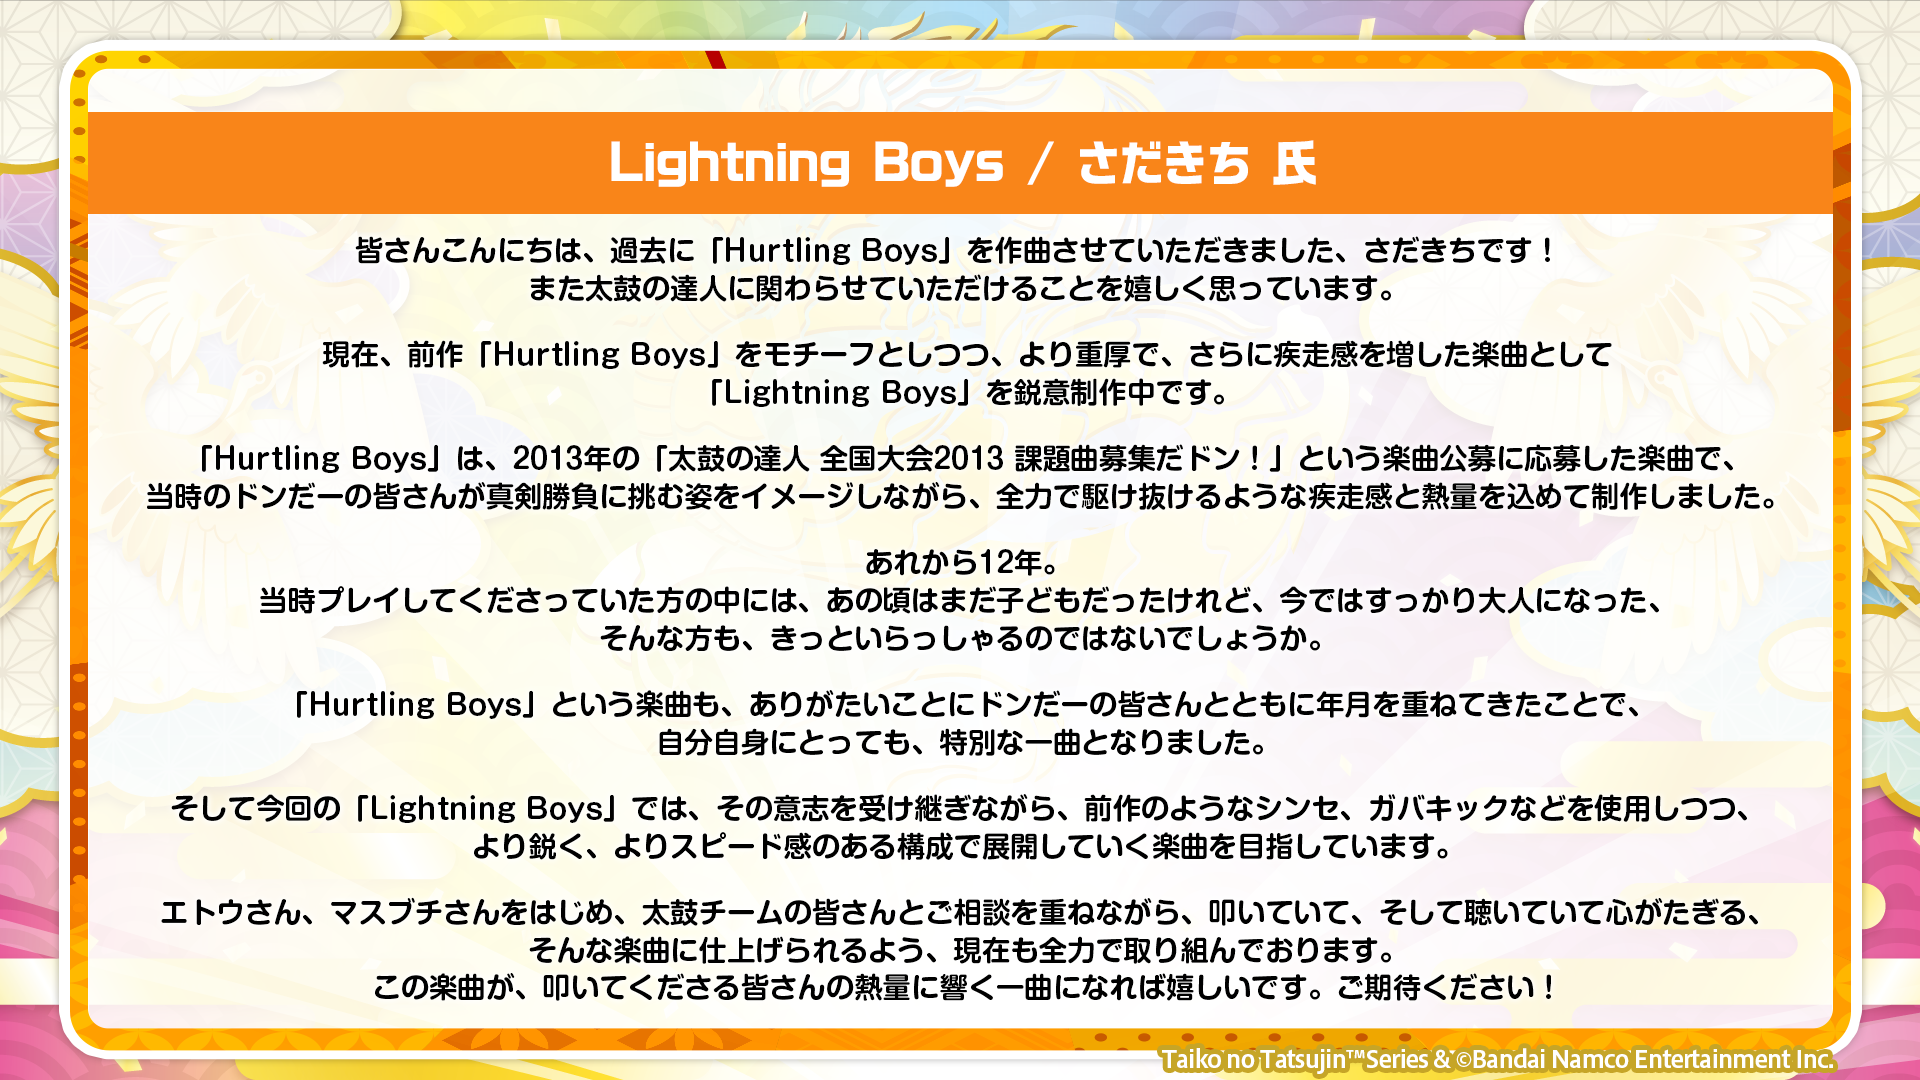 Lightning Boys / さだきち 氏
皆さんこんにちは、過去に「Hurtling Boys」を作曲させていただきました、さだきちです！
また太鼓の達人に関わらせていただけることを嬉しく思っています。
現在、前作「Hurtling Boys」をモチーフとしつつ、より重厚で、さらに疾走感を増した楽曲として
「Lightning Boys」を鋭意制作中です。
「Hurtling Boys」は、2013年の「太鼓の達人 全国大会2013 課題曲募集だドン！」という楽曲公募に応募した楽曲で、
当時のドンだーの皆さんが真剣勝負に挑む姿をイメージしながら、全力で駆け抜けるような疾走感と熱量を込めて制作しました。
あれから12年。
当時プレイしてくださっていた方の中には、あの頃はまだ子どもだったけれど、今ではすっかり大人になった、
そんな方も、きっといらっしゃるのではないでしょうか。
「Hurtling Boys」という楽曲も、ありがたいことにドンだーの皆さんとともに年月を重ねてきたことで、
自分自身にとっても、特別な一曲となりました。
そして今回の「Lightning Boys」では、その意志を受け継ぎながら、前作のようなシンセ、ガバキックなどを使用しつつ、
より鋭く、よりスピード感のある構成で展開していく楽曲を目指しています。
エトウさん、マスブチさんをはじめ、太鼓チームの皆さんとご相談を重ねながら、叩いていて、そして聴いていて心がたぎる、
そんな楽曲に仕上げられるよう、現在も全力で取り組んでおります。
この楽曲が、叩いてくださる皆さんの熱量に響く一曲になれば嬉しいです。ご期待ください！
Taiko no Tatsujin™Series & ©Bandai Namco Entertainment Inc.